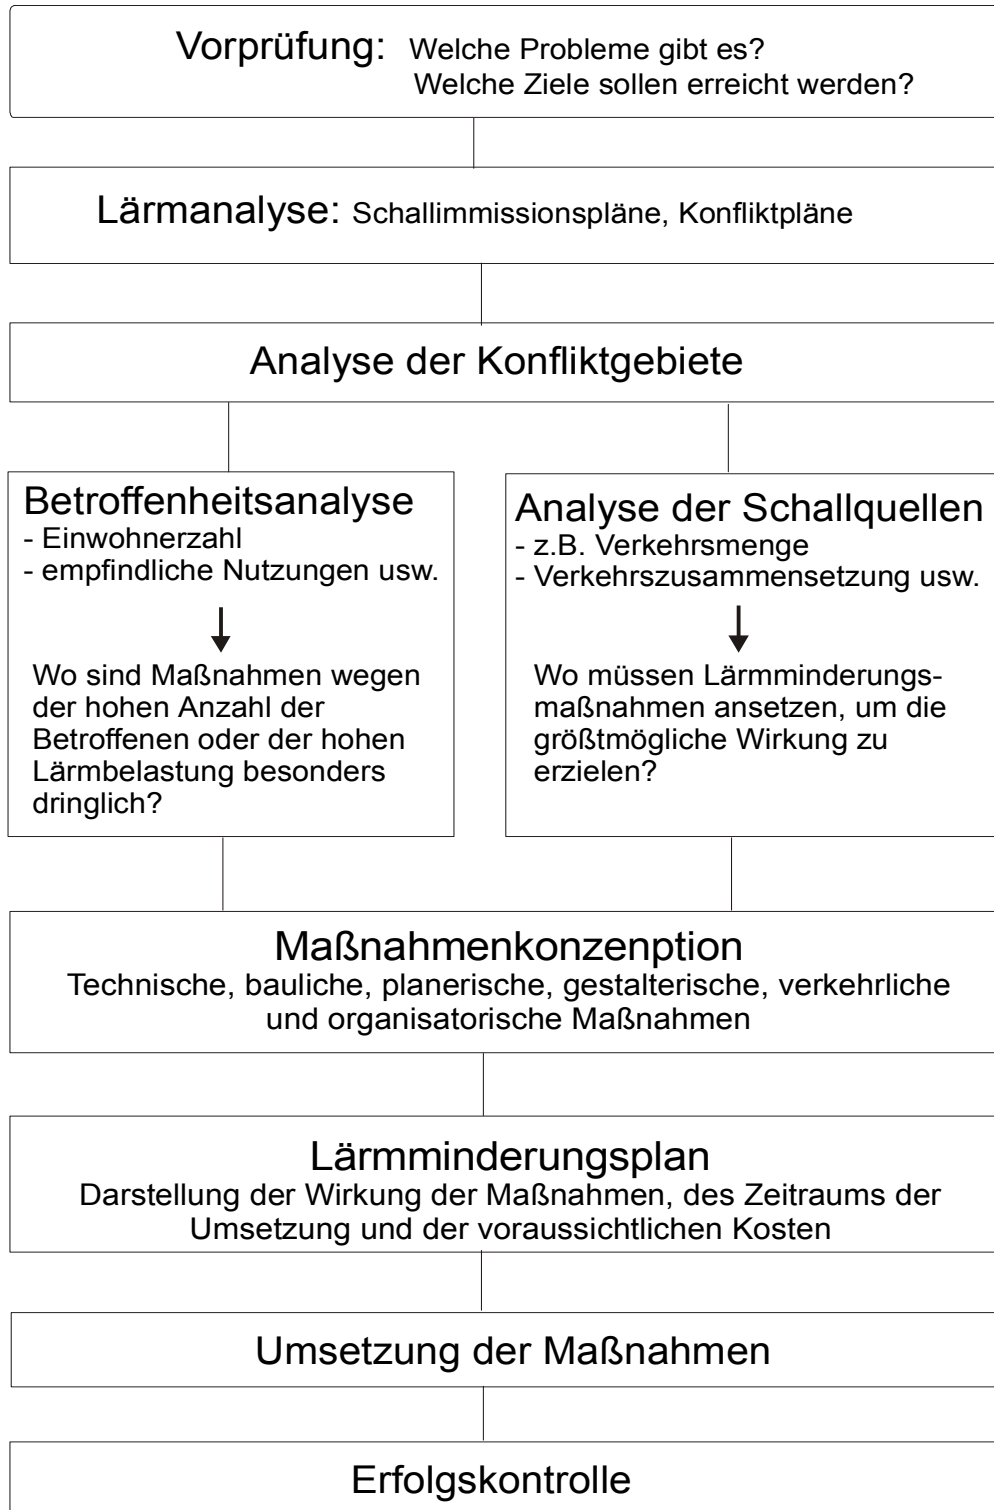 Vorprüfung: Welche Probleme gibt es?
Welche Ziele sollen erreicht werden?
Lärmanalyse: Schallimmissionspläne, Konfliktpläne
Analyse der Konfliktgebiete
Betroffenheitsanalyse
- Einwohnerzahl
- empfindliche Nutzungen usw.
Wo sind Maßnahmen wegen
der hohen Anzahl der
Betroffenen oder der hohen
Lärmbelastung besonders
dringlich?
Analyse der Schallquellen
- z.B. Verkehrsmenge
- Verkehrszusammensetzung usw.
Wo müssen Lärmminderungs-
maßnahmen ansetzen, um die
größtmögliche Wirkung zu
erzielen?
Maßnahmenkonzenption
Technische, bauliche, planerische, gestalterische, verkehrliche
und organisatorische Maßnahmen
Lärmminderungsplan
Darstellung der Wirkung der Maßnahmen, des Zeitraums der
Umsetzung und der voraussichtlichen Kosten
Umsetzung der Maßnahmen
Erfolgskontrolle